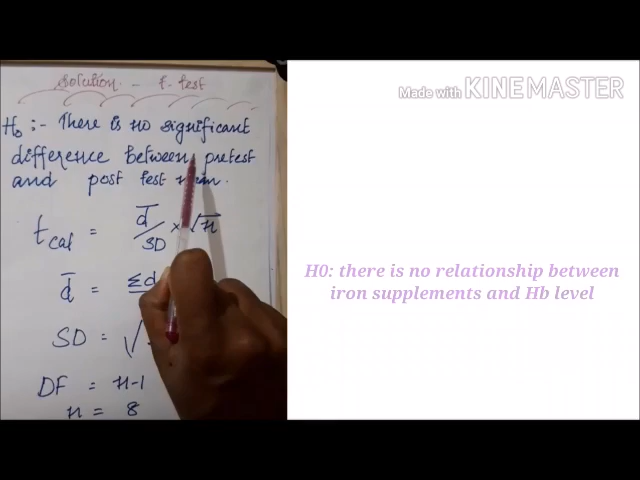 Solution - t-test
H₀ :- There is no significant
difference between pretest
and post test
t cal = d̄/SD × √n
d̄ = Σd
SD = √
DF = n-1
n = 8
Made with KINEMASTER
H0: there is no relationship between
iron supplements and Hb level